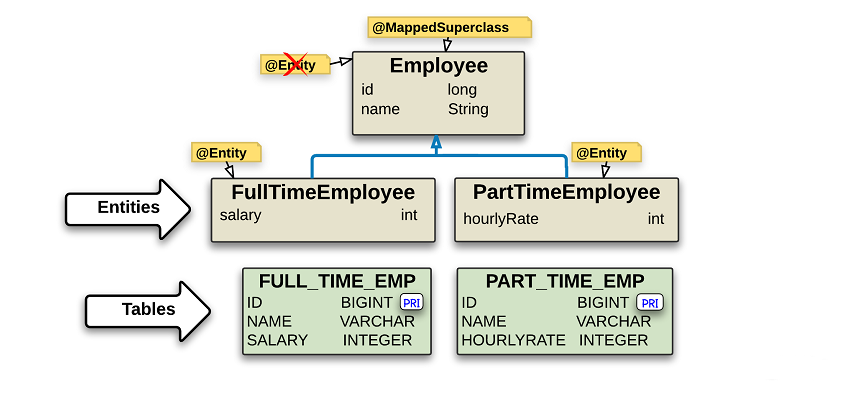 @MappedSuperclass
@Entity
Employee
id long
name String
@Entity
@Entity
Entities
FullTimeEmployee
salary int
PartTimeEmployee
hourlyRate int
Tables
FULL_TIME_EMP
ID BIGINT PRI
NAME VARCHAR
SALARY INTEGER
PART_TIME_EMP
ID BIGINT PRI
NAME VARCHAR
HOURLYRATE INTEGER